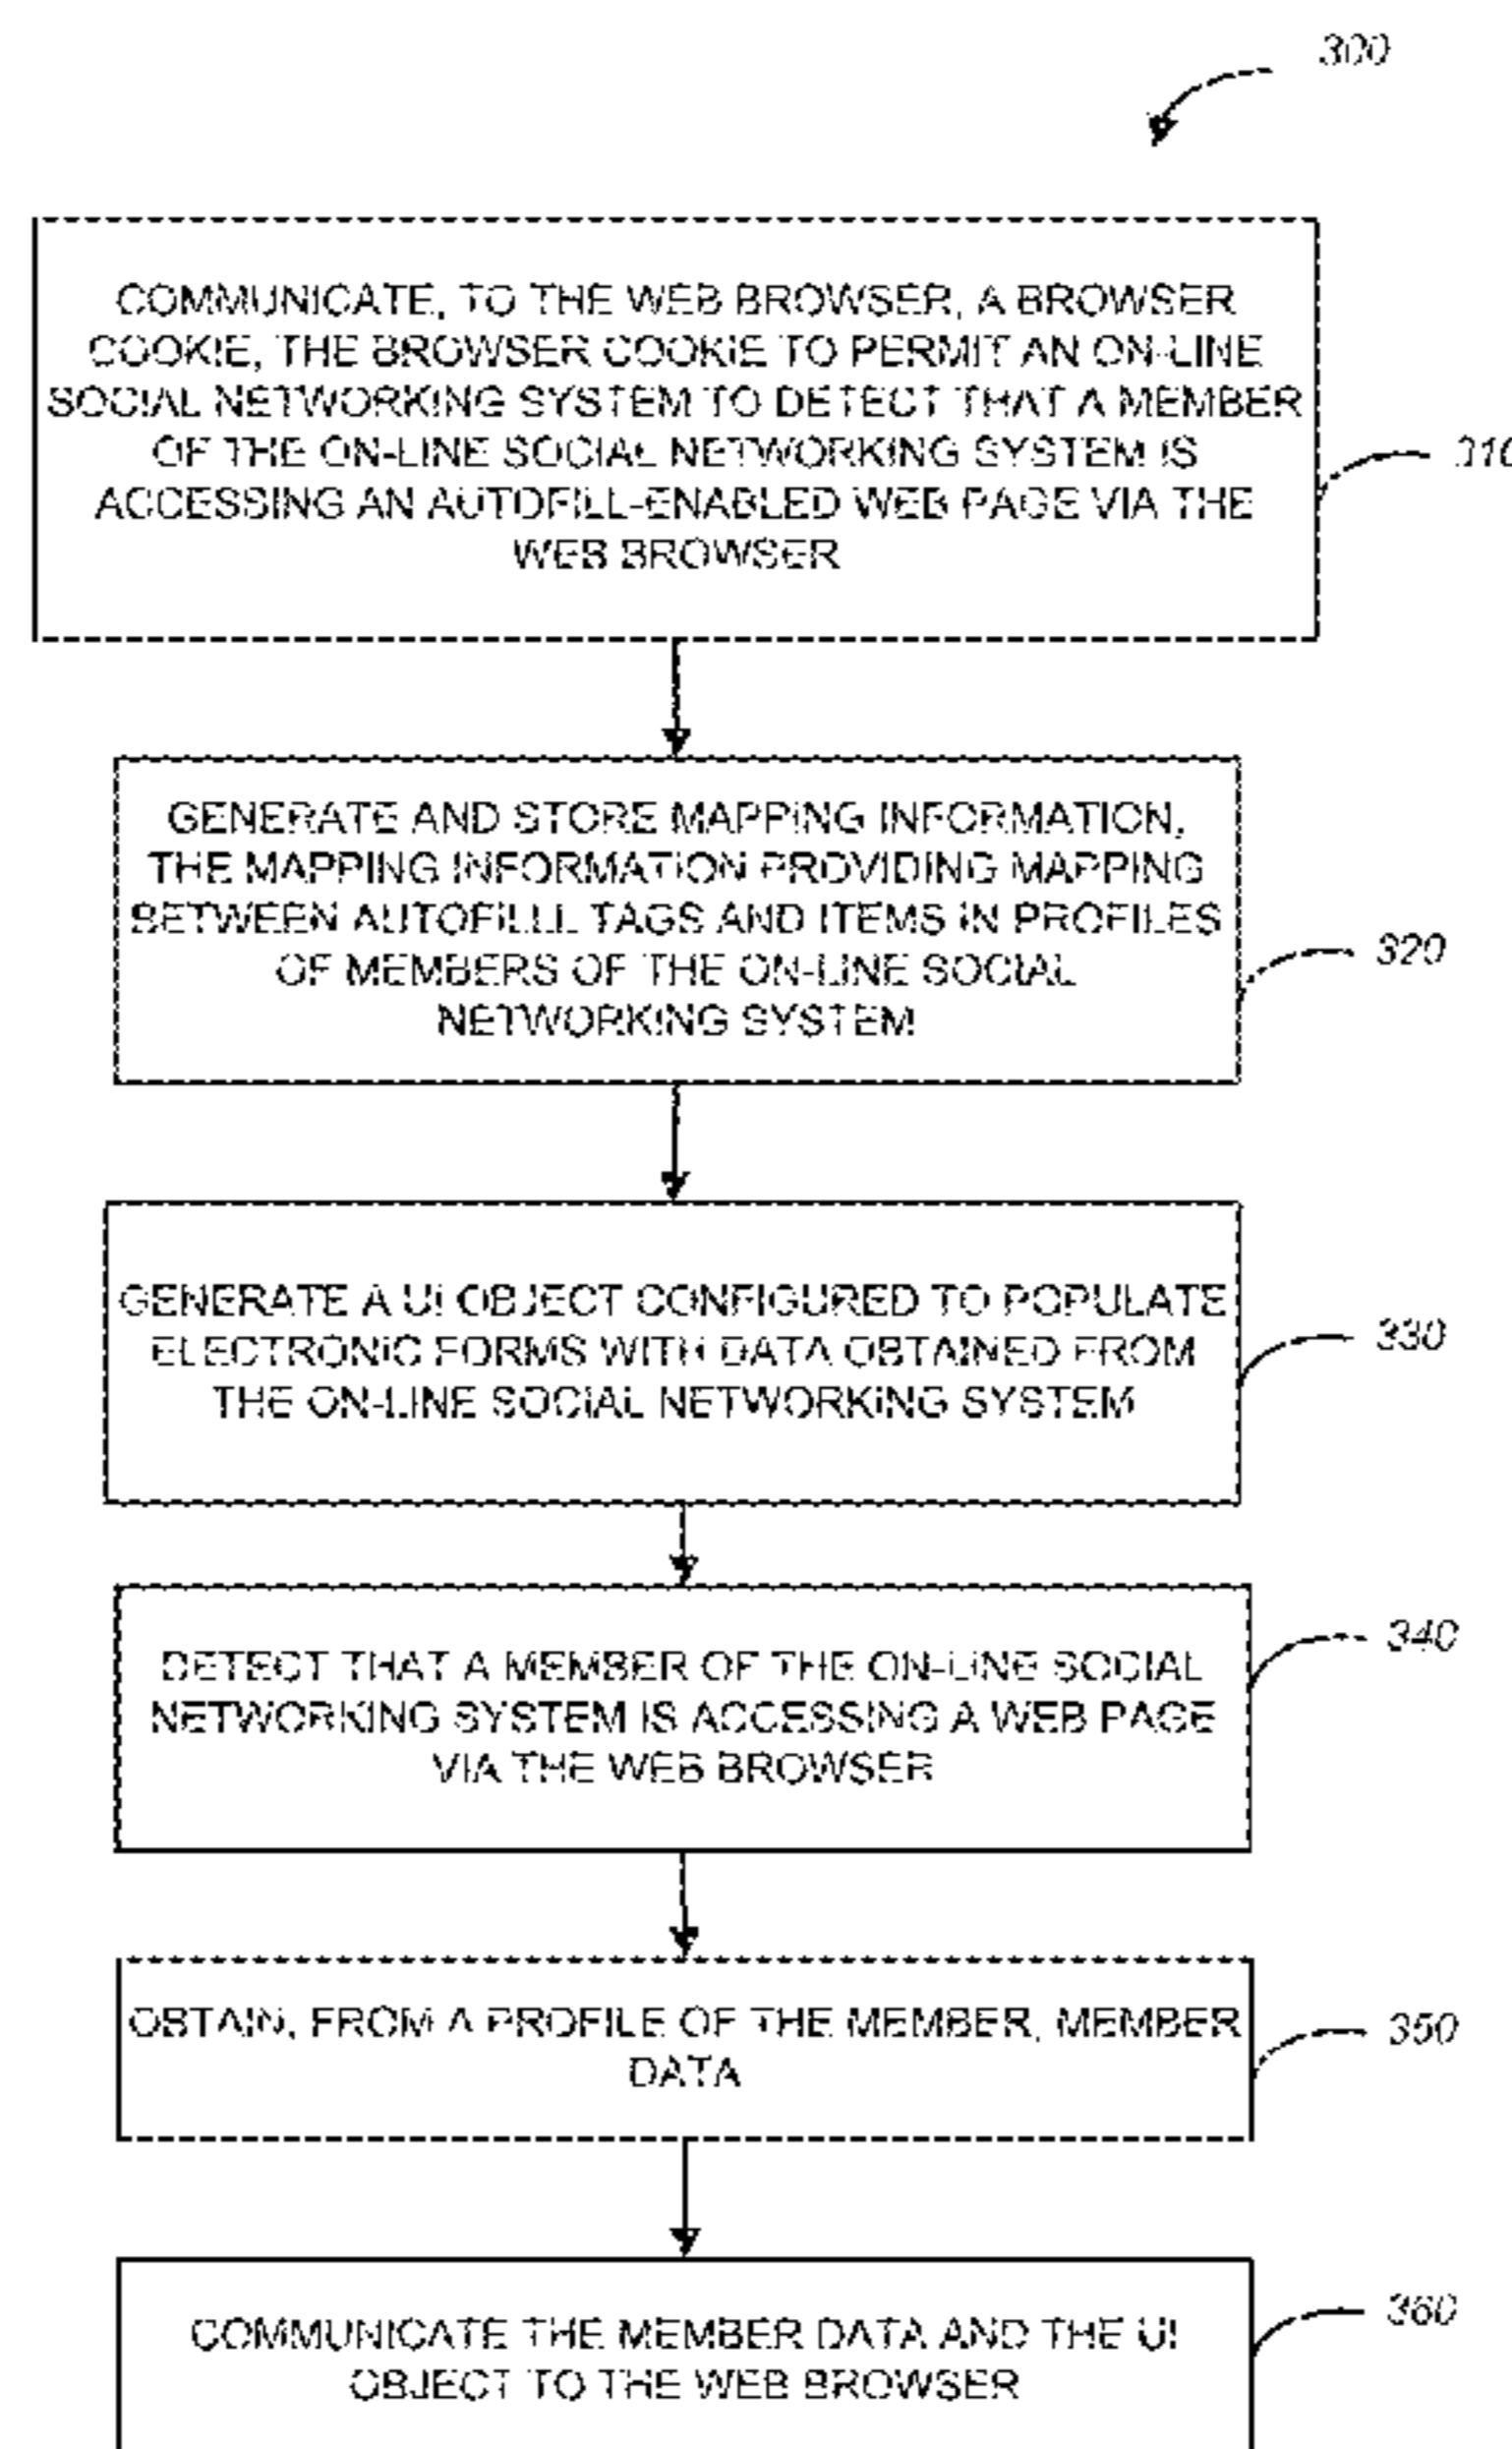 300
COMMUNICATE, TO THE WEB BROWSER, A BROWSER
COOKIE, THE BROWSER COOKIE TO PERMIT AN ON-LINE
SOCIAL NETWORKING SYSTEM TO DETECT THAT A MEMBER
OF THE ON-LINE SOCIAL NETWORKING SYSTEM IS
ACCESSING AN AUTOFILL-ENABLED WEB PAGE VIA THE
WEB BROWSER
310
GENERATE AND STORE MAPPING INFORMATION,
THE MAPPING INFORMATION PROVIDING MAPPING
BETWEEN AUTOFILLL TAGS AND ITEMS IN PROFILES
OF MEMBERS OF THE ON-LINE SOCIAL
NETWORKING SYSTEM
320
GENERATE A UI OBJECT CONFIGURED TO POPULATE
ELECTRONIC FORMS WITH DATA OBTAINED FROM
THE ON-LINE SOCIAL NETWORKING SYSTEM
330
DETECT THAT A MEMBER OF THE ON-LINE SOCIAL
NETWORKING SYSTEM IS ACCESSING A WEB PAGE
VIA THE WEB BROWSER
340
OBTAIN, FROM A PROFILE OF THE MEMBER, MEMBER
DATA
350
COMMUNICATE THE MEMBER DATA AND THE UI
OBJECT TO THE WEB BROWSER
360